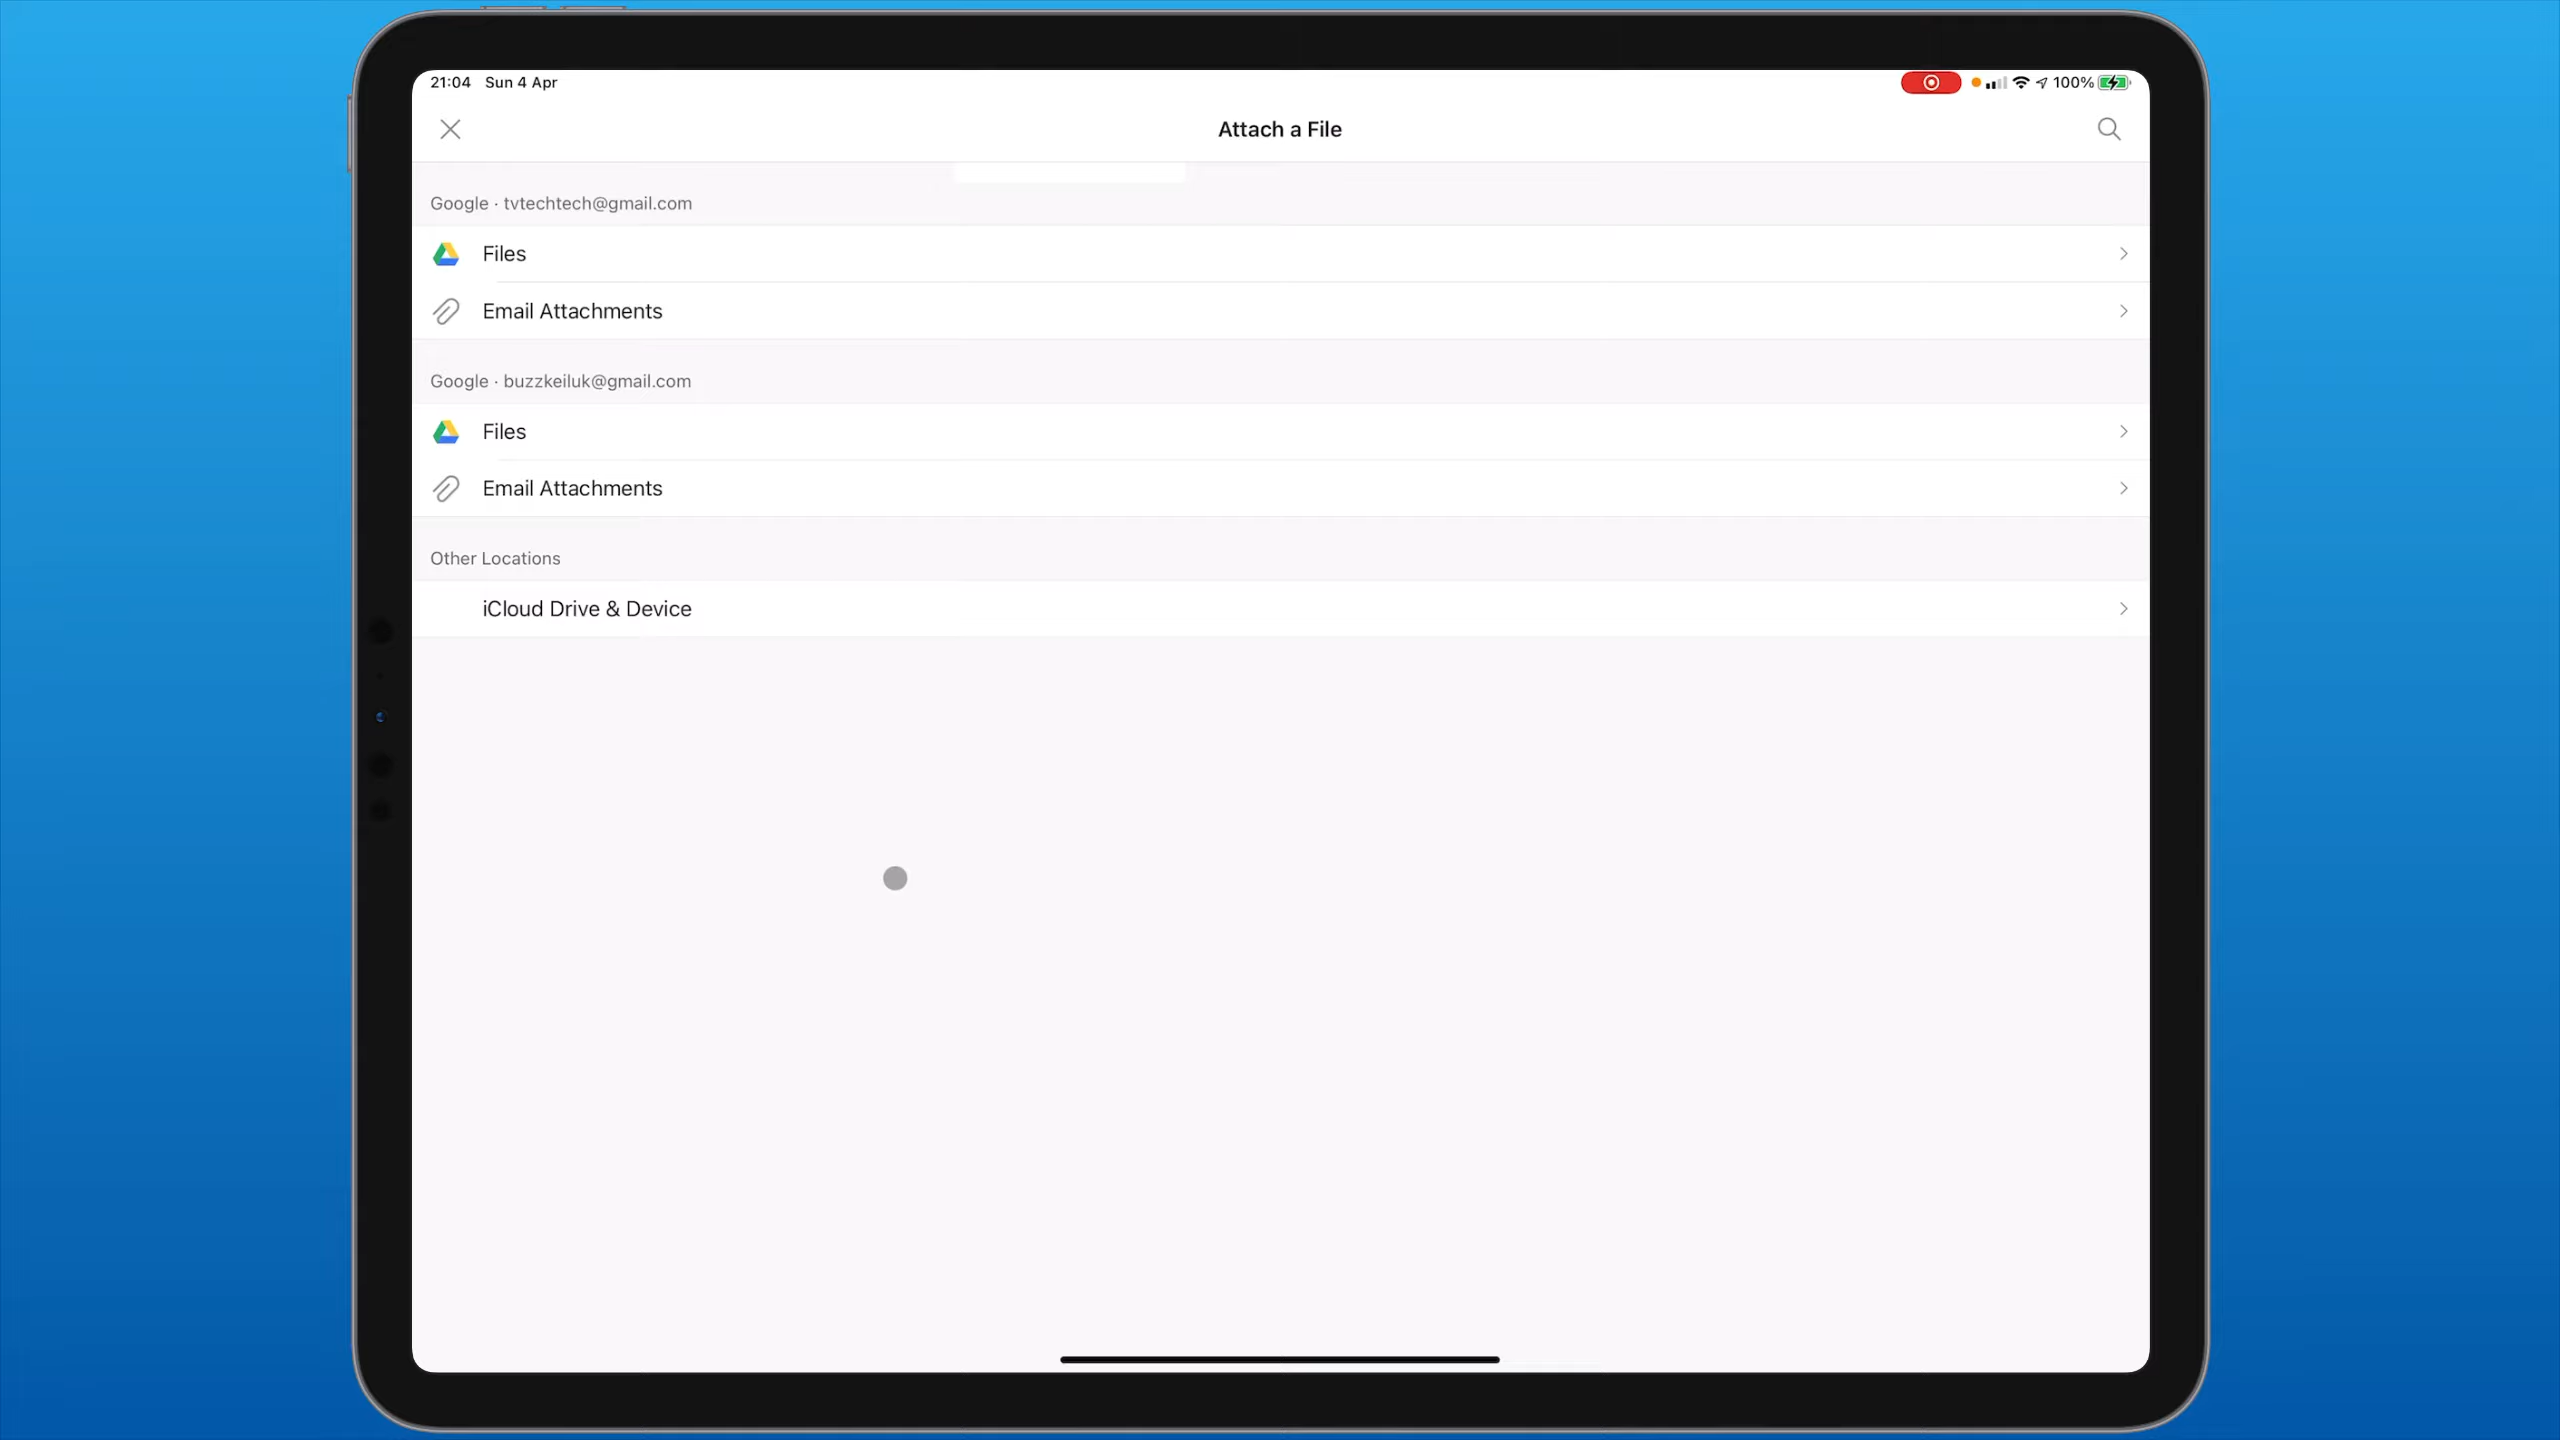 21:04 Sun 4 Apr
100%
Attach a File
Google · tvtechtech@gmail.com
Files
Email Attachments
Google · buzzkeiluk@gmail.com
Files
Email Attachments
Other Locations
iCloud Drive & Device